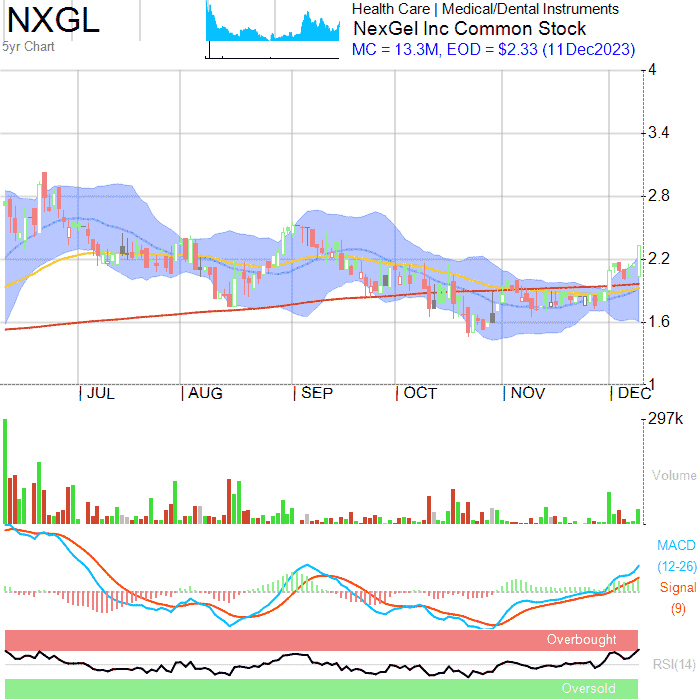 NXGL
5yr Chart
Health Care | Medical/Dental Instruments
NexGel Inc Common Stock
MC = 13.3M, EOD = $2.33 (11Dec2023)
4
3.4
2.8
2.2
1.6
1
JUL AUG SEP OCT NOV DEC
297k
Volume
MACD
(12-26)
Signal
(9)
Overbought
RSI(14)
Oversold